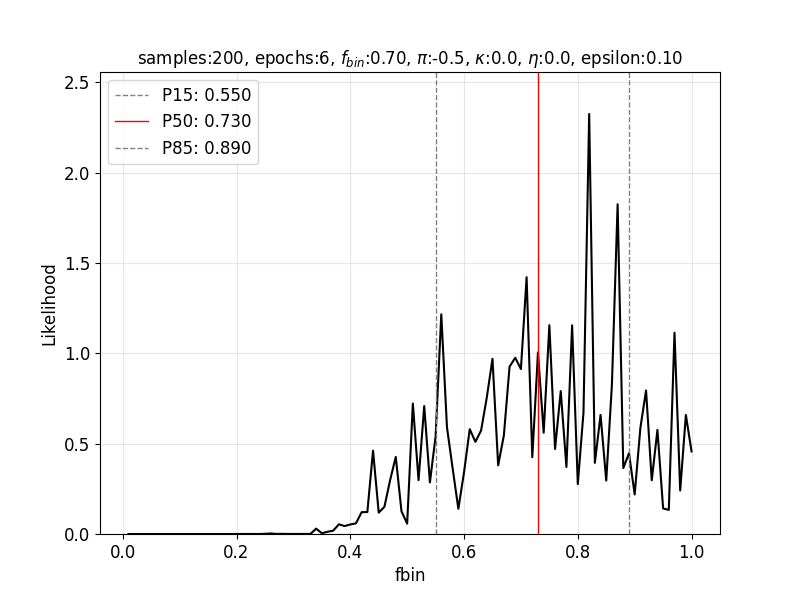 samples:200, epochs:6, f_bin:0.70, π:-0.5, κ:0.0, η:0.0, epsilon:0.10
P15: 0.550
P50: 0.730
P85: 0.890
Likelihood
2.5
2.0
1.5
1.0
0.5
0.0
0.0 0.2 0.4 0.6 0.8 1.0
fbin